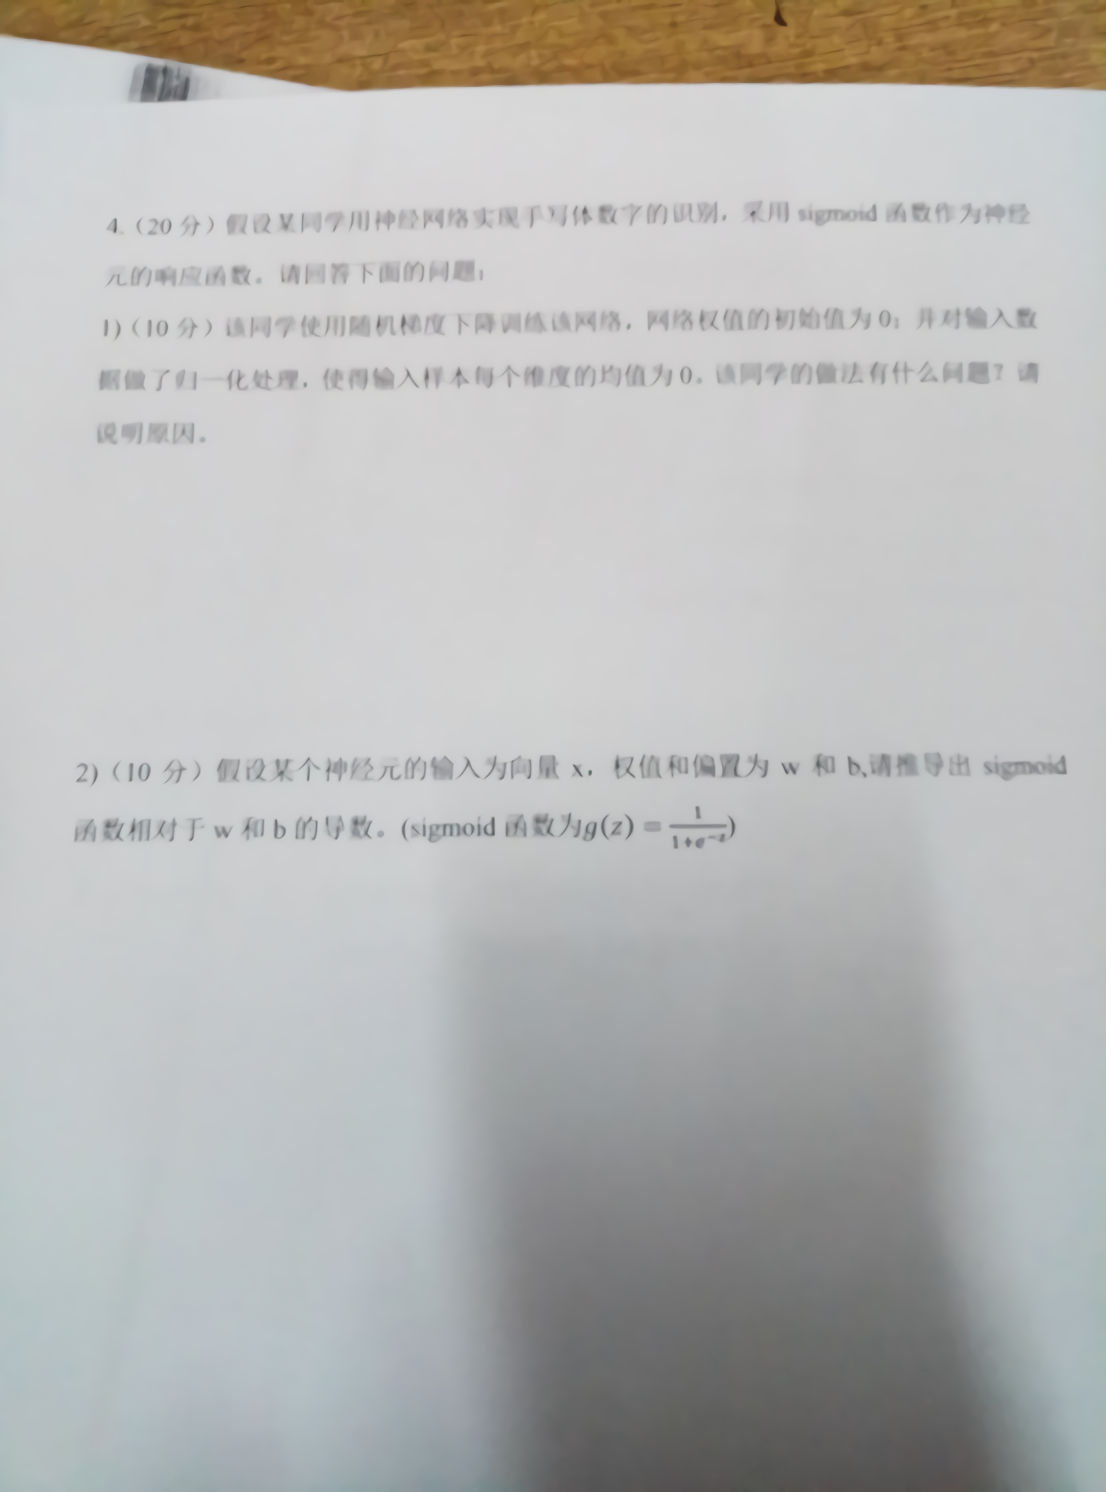 4.（20 分）假设某同学用神经网络实现手写体数字的识别，采用 sigmoid 函数作为神经
元的响应函数。请回答下面的问题：
1)（10 分）该同学使用随机梯度下降训练该网络，网络权值的初始值为 0；并对输入数
据做了归一化处理，使得输入样本每个维度的均值为 0。该同学的做法有什么问题？请
说明原因。
2)（10 分）假设某个神经元的输入为向量 x，权值和偏置为 w 和 b,请推导出 sigmoid
函数相对于 w 和 b 的导数。(sigmoid 函数为g(z) = \frac{1}{1+e^{-z}})